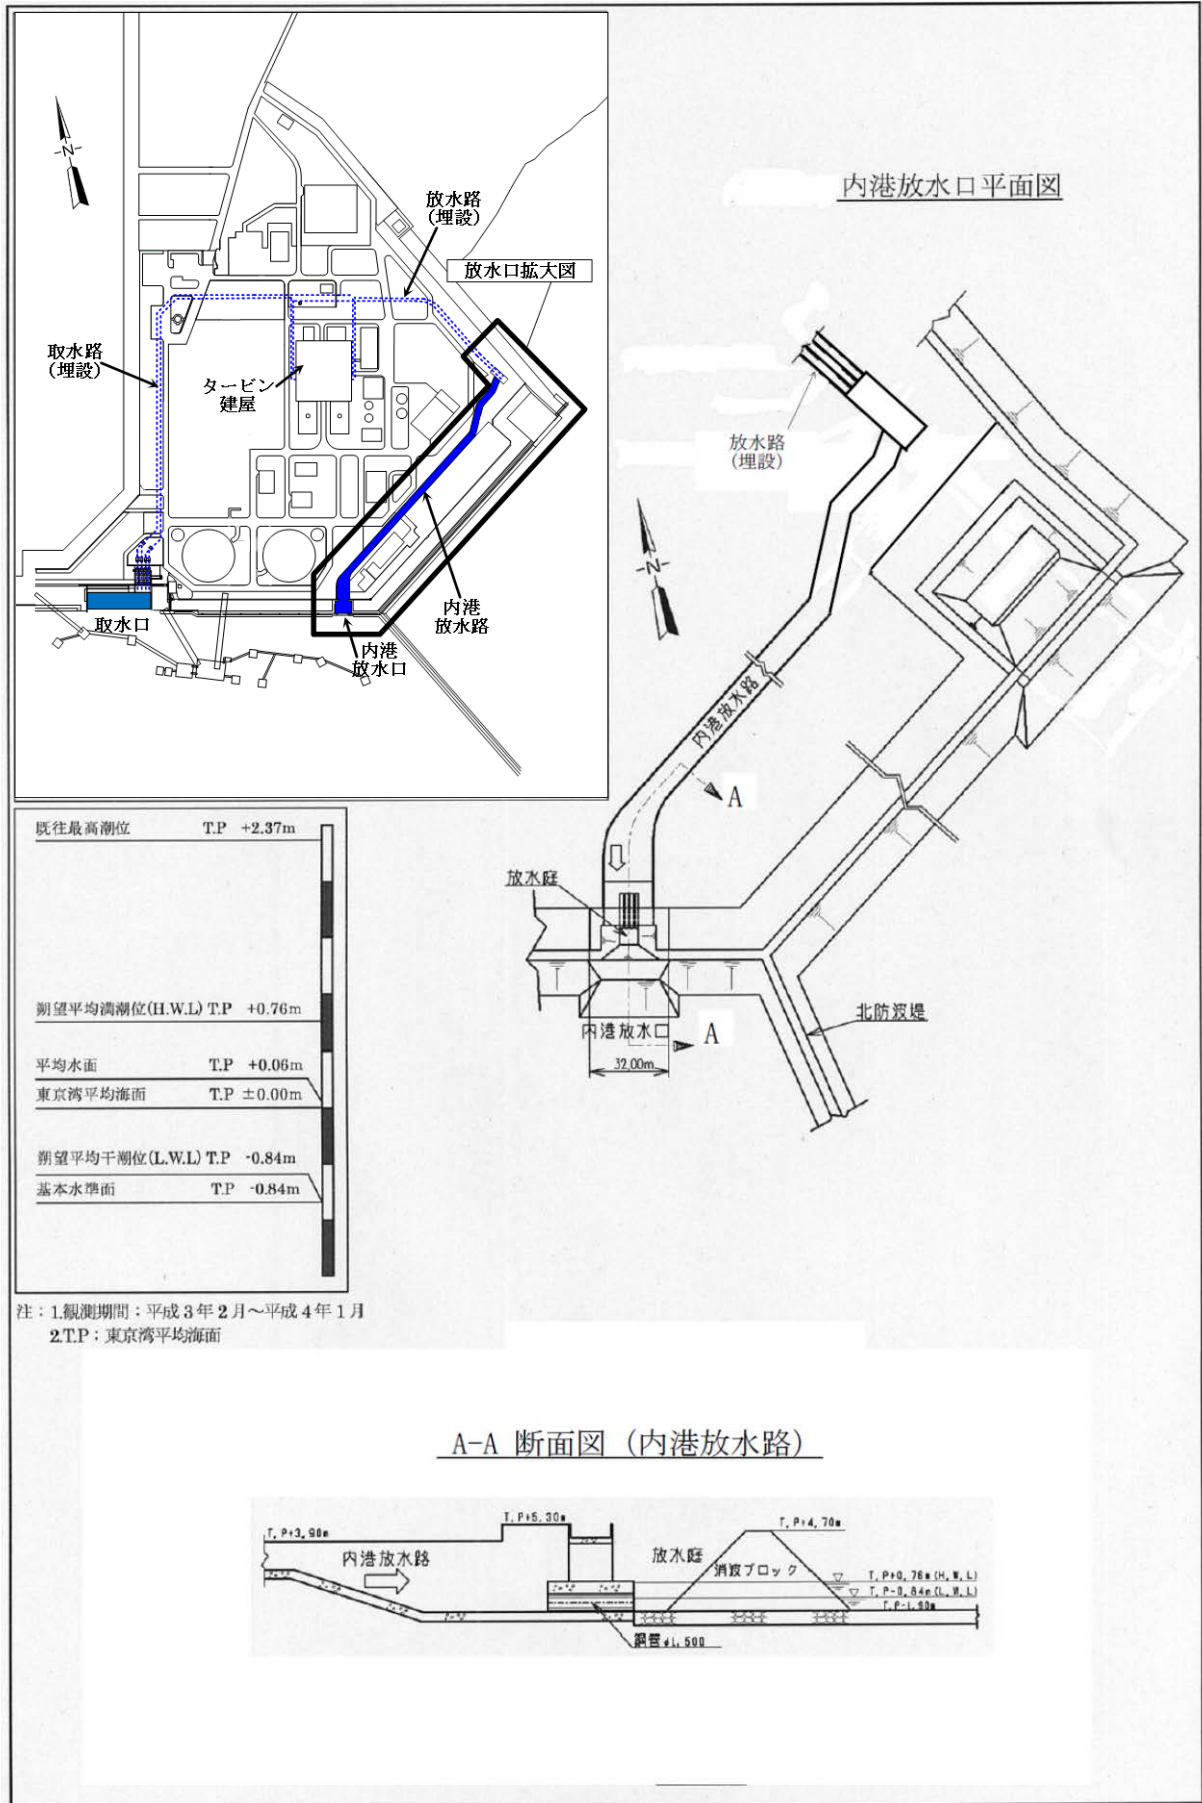 N
放水路
(埋設)
放水口拡大図
取水路
(埋設)
タービン
建屋
取水口
内港
放水路
内港
放水口
内港放水口平面図
放水路
(埋設)
N
内港放水路
A
放水庭
内港放水口
A
32.00m
北防波堤
既往最高潮位 T.P +2.37m
朔望平均満潮位(H.W.L) T.P +0.76m
平均水面 T.P +0.06m
東京湾平均海面 T.P ±0.00m
朔望平均干潮位(L.W.L) T.P -0.84m
基本水準面 T.P -0.84m
注：1.観測期間：平成３年２月～平成４年１月
2.T.P：東京湾平均海面
A-A 断面図（内港放水路）
T.P+3.90m
T.P+5.30m
T.P+4.70m
内港放水路
放水庭
消波ブロック
T.P+0.76m(H.W.L)
T.P-0.84m(L.W.L)
T.P-1.90m
鋼管φ1,500